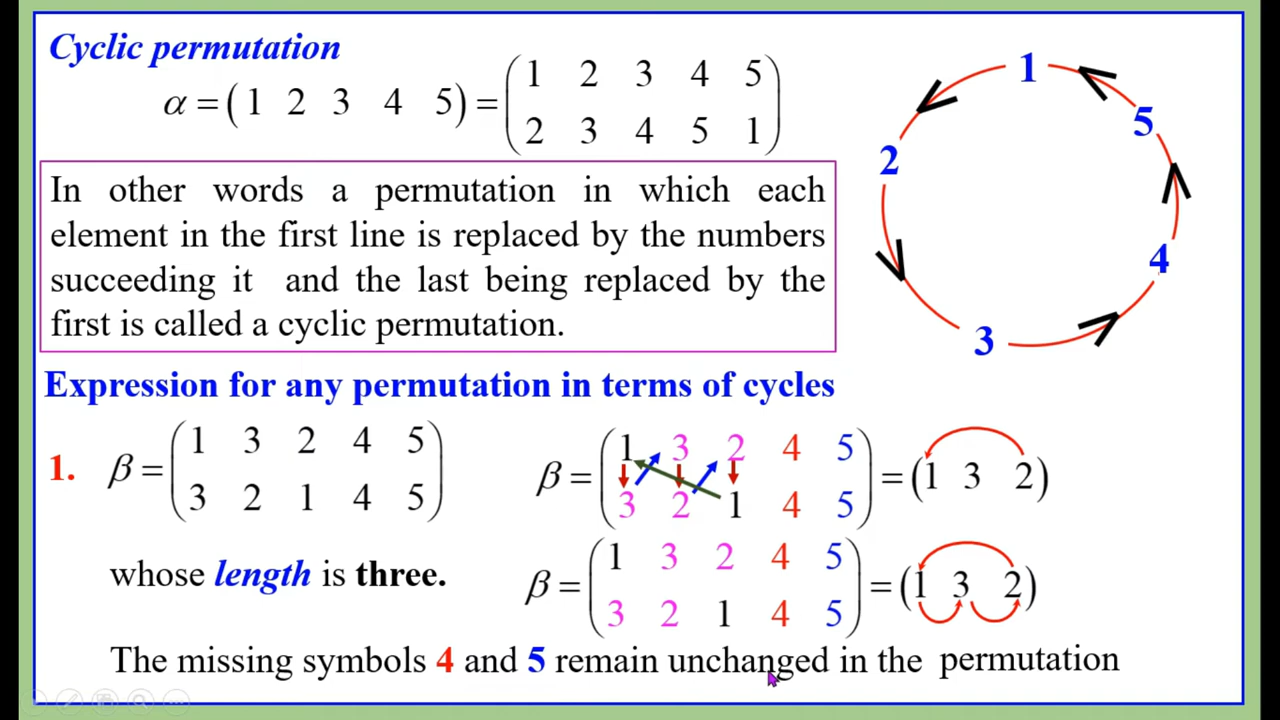 Cyclic permutation
α = ( 1 2 3 4 5 ) = ( 1 2 3 4 5
2 3 4 5 1 )
In other words a permutation in which each
element in the first line is replaced by the numbers
succeeding it and the last being replaced by the
first is called a cyclic permutation.
1
2
3
4
5
Expression for any permutation in terms of cycles
1. β = ( 1 3 2 4 5
3 2 1 4 5 )
β = ( 1 3 2 4 5
3 2 1 4 5 ) = ( 1 3 2 )
whose length is three.
β = ( 1 3 2 4 5
3 2 1 4 5 ) = ( 1 3 2 )
The missing symbols 4 and 5 remain unchanged in the permutation